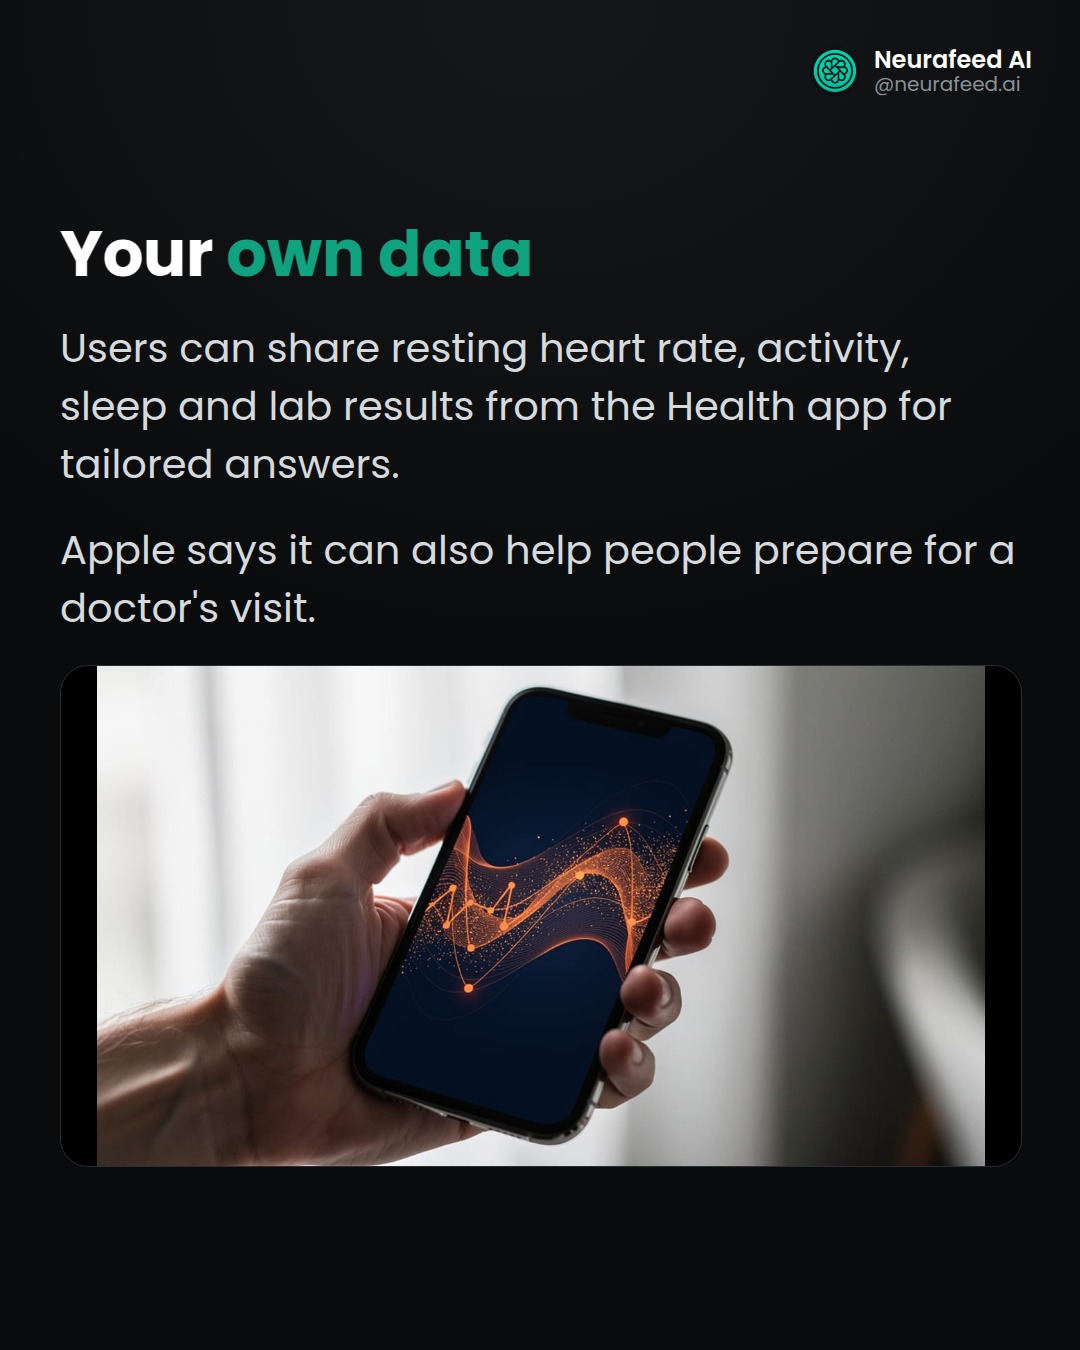 Neurafeed AI
@neurafeed.ai
Your own data
Users can share resting heart rate, activity,
sleep and lab results from the Health app for
tailored answers.
Apple says it can also help people prepare for a
doctor's visit.